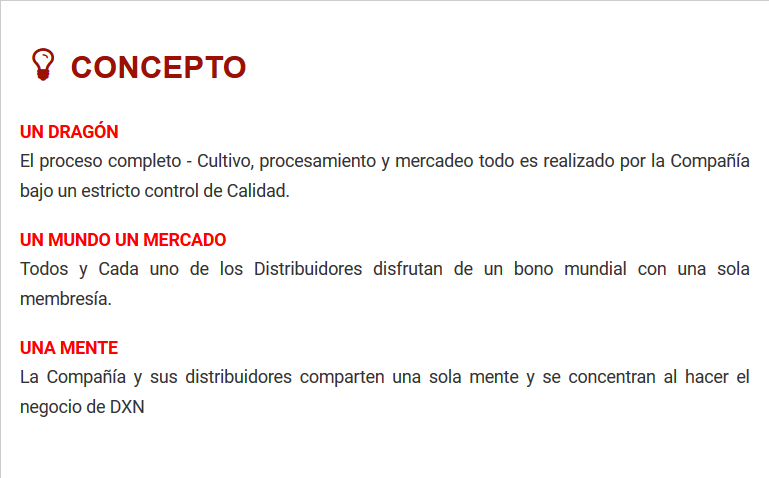 CONCEPTO
UN DRAGÓN
El proceso completo - Cultivo, procesamiento y mercadeo todo es realizado por la Compañía
bajo un estricto control de Calidad.
UN MUNDO UN MERCADO
Todos y Cada uno de los Distribuidores disfrutan de un bono mundial con una sola
membresía.
UNA MENTE
La Compañía y sus distribuidores comparten una sola mente y se concentran al hacer el
negocio de DXN